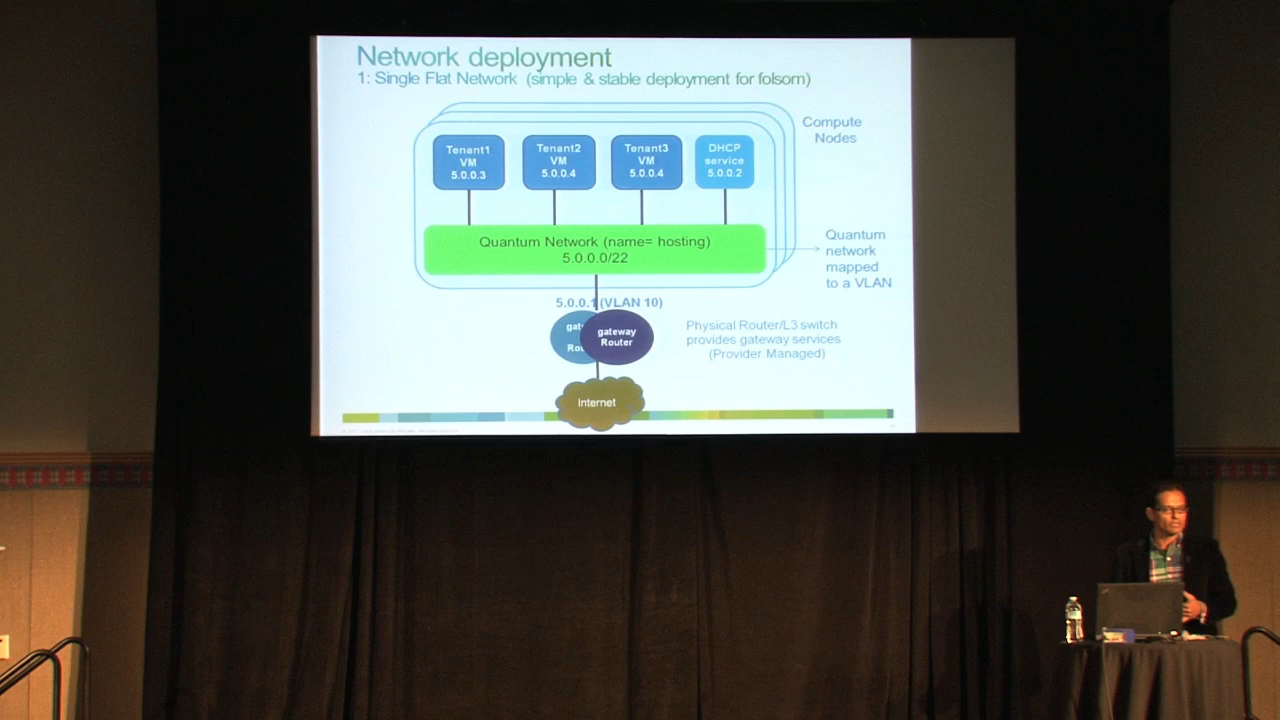 Network deployment
1: Single Flat Network (simple & stable deployment for folsom)
Compute
Nodes
Tenant1
VM
5.0.0.3
Tenant2
VM
5.0.0.4
Tenant3
VM
5.0.0.4
DHCP
service
5.0.0.2
Quantum Network (name= hosting)
5.0.0.0/22
Quantum
network
mapped
to a VLAN
5.0.0.1 (VLAN 10)
gat
Rou
gateway
Router
Physical Router/L3 switch
provides gateway services
(Provider Managed)
Internet